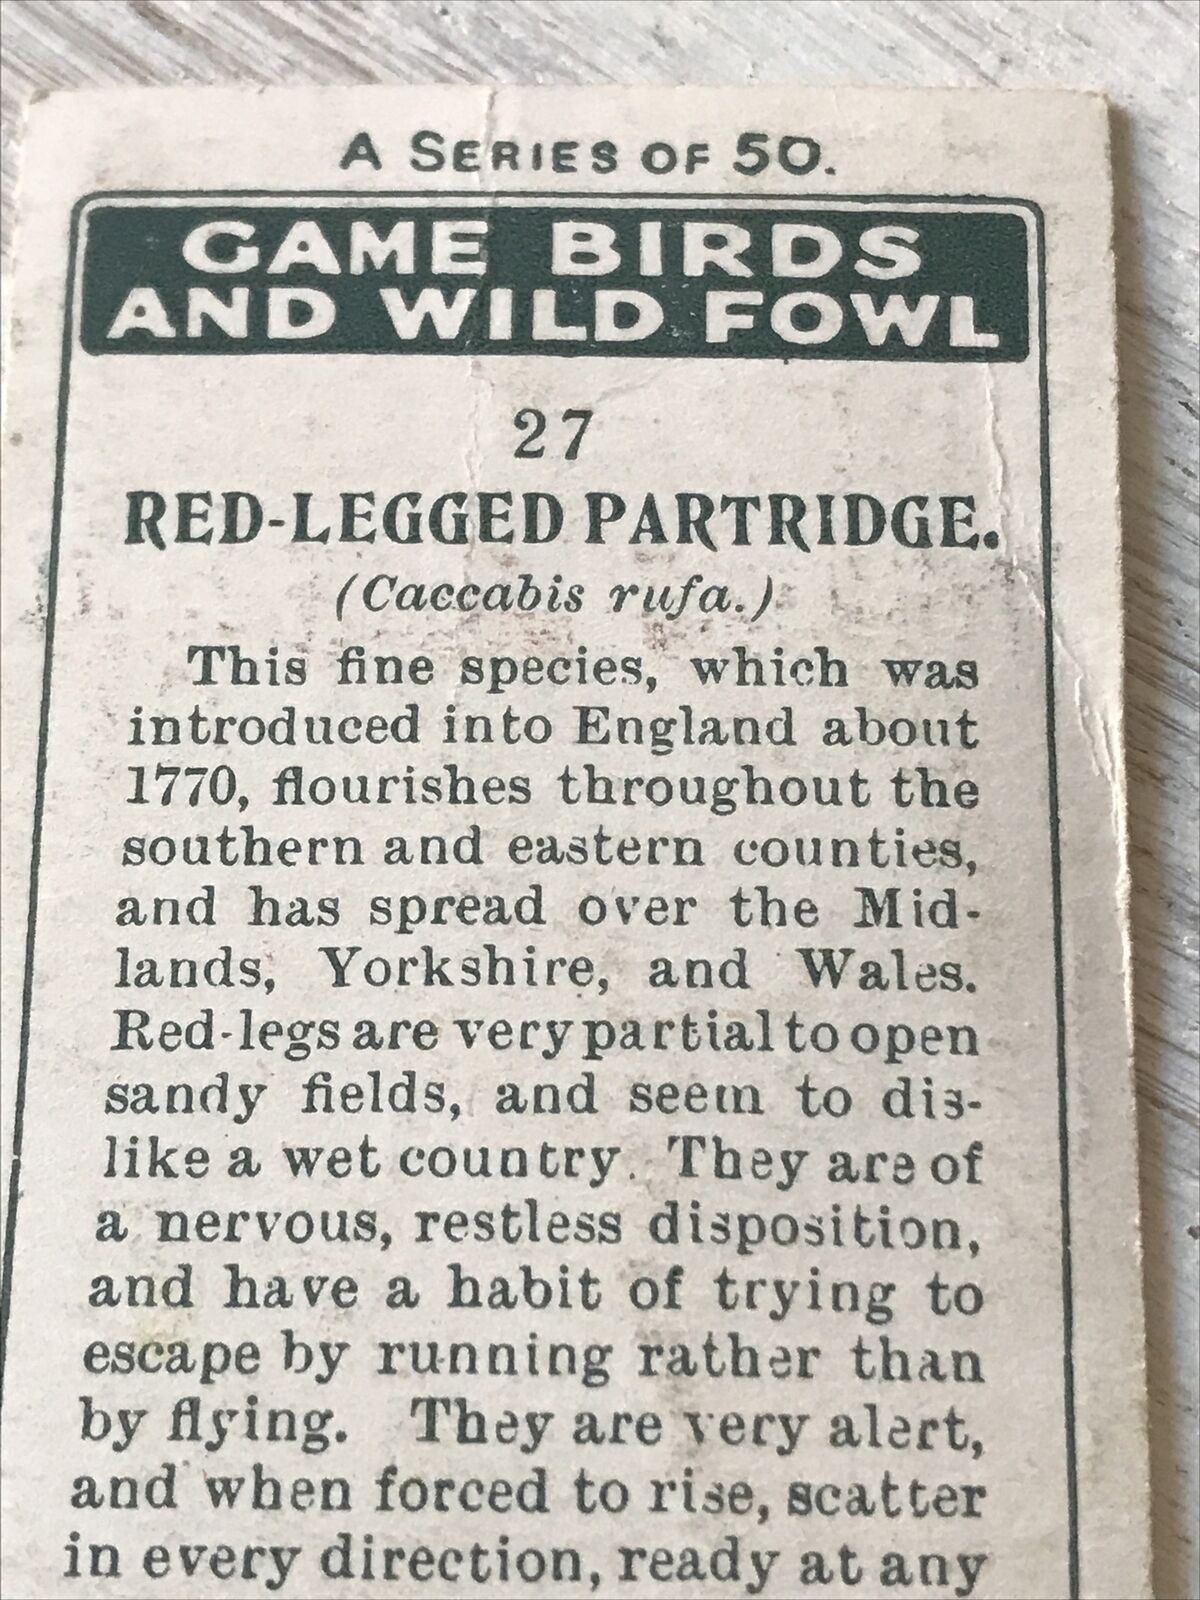 A SERIES OF 50.
GAME BIRDS
AND WILD FOWL
27
RED-LEGGED PARTRIDGE.
(Caccabis rufa.)
This fine species, which was
introduced into England about
1770, flourishes throughout the
southern and eastern counties,
and has spread over the Mid-
lands, Yorkshire, and Wales.
Red-legs are very partial to open
sandy fields, and seem to dis-
like a wet country. They are of
a nervous, restless disposition,
and have a habit of trying to
escape by running rather than
by flying. They are very alert,
and when forced to rise, scatter
in every direction, ready at any